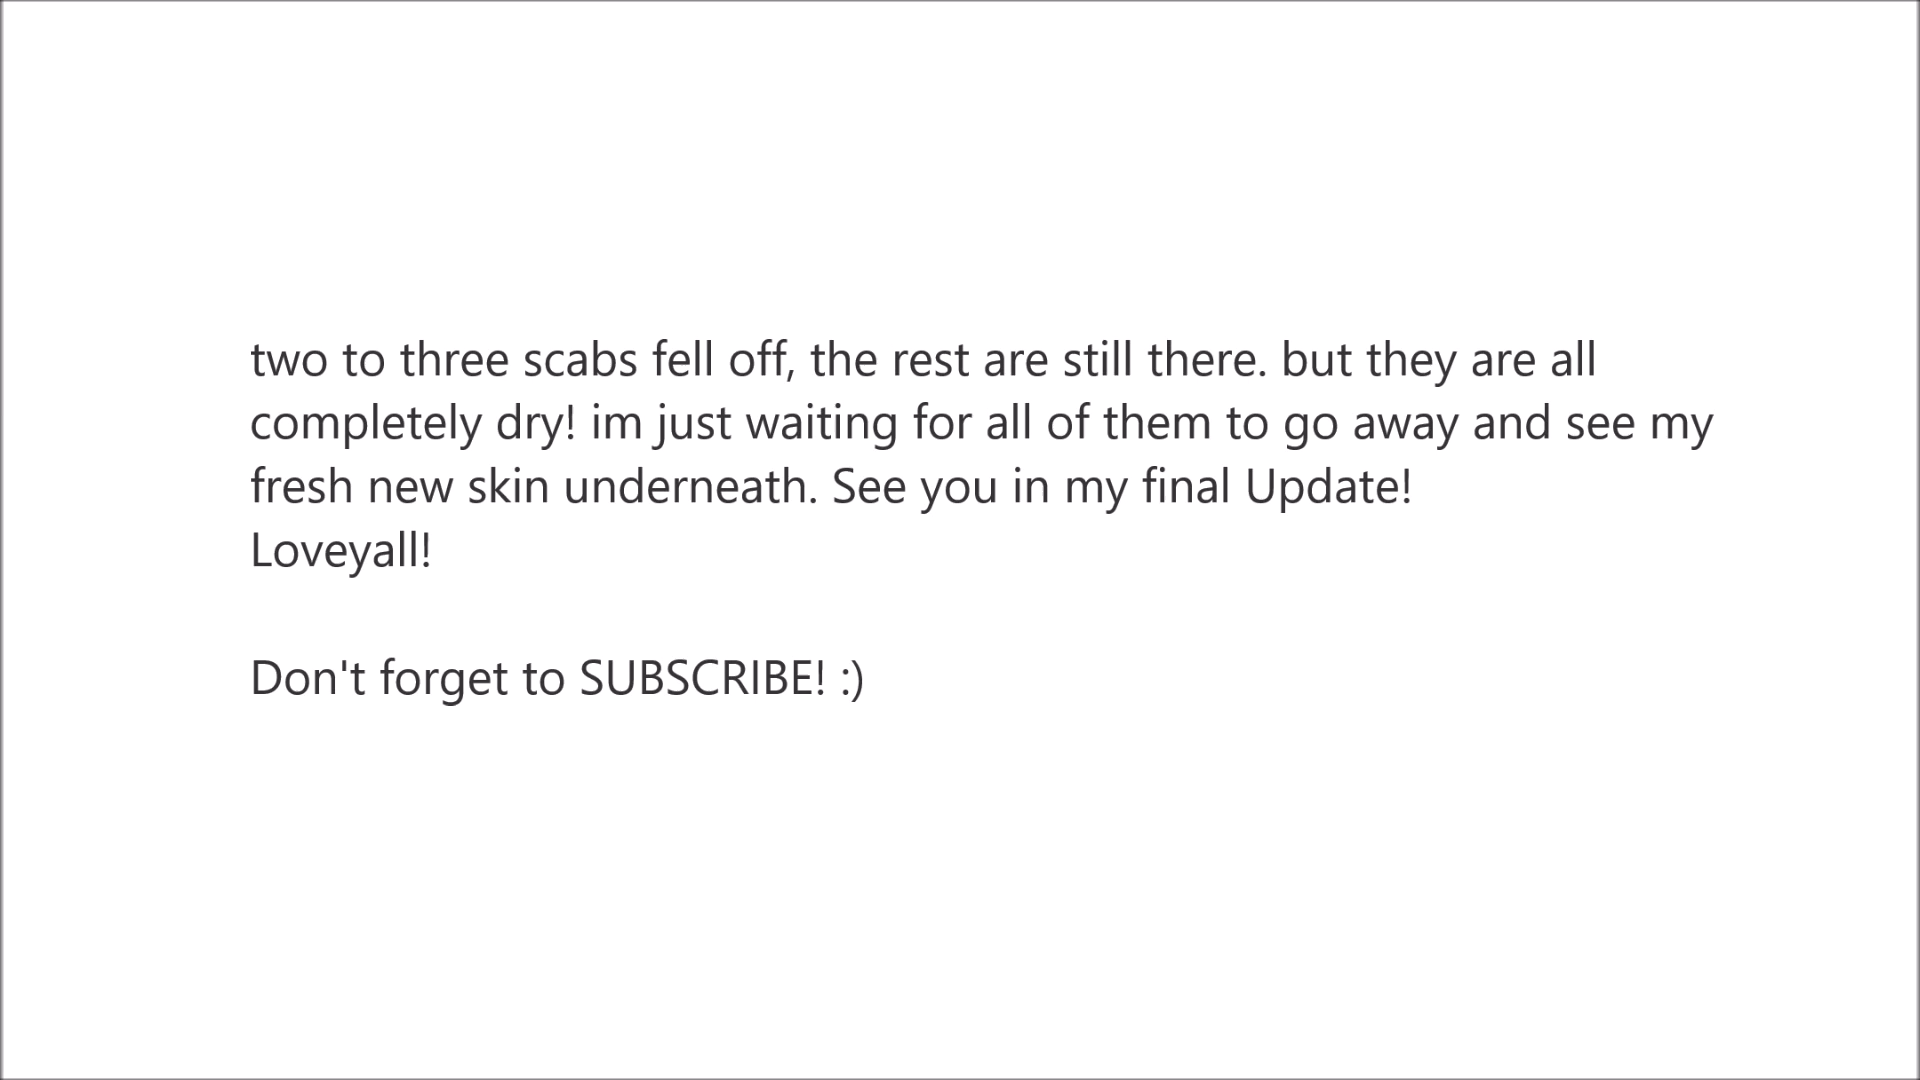 two to three scabs fell off, the rest are still there. but they are all
completely dry! im just waiting for all of them to go away and see my
fresh new skin underneath. See you in my final Update!
Loveyall!
Don't forget to SUBSCRIBE! :)